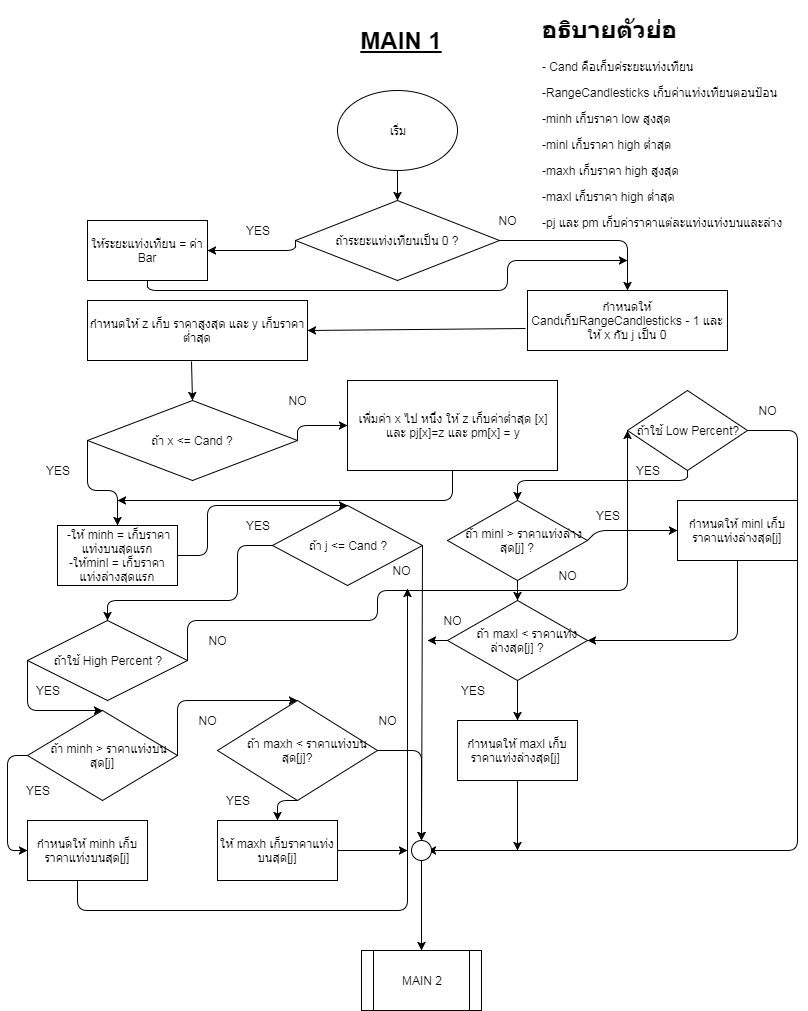 MAIN 1
อธิบายตัวย่อ
- Cand คือเก็บค่ระยะแท่งเทียน
-RangeCandlesticks เก็บค่าแท่งเทียนตอนป้อน
-minh เก็บราคา low สูงสุด
-minl เก็บราคา high ต่ำสุด
-maxh เก็บราคา high สูงสุด
-maxl เก็บราคา high ต่ำสุด
-pj และ pm เก็บค่าราคาแต่ละแท่งแท่งบนและล่าง
เริ่ม
ถ้าระยะแท่งเทียนเป็น 0 ?
YES
NO
ให้ระยะแท่งเทียน = ค่า
Bar
กำหนดให้
Candเก็บRangeCandlesticks - 1 และ
ให้ x กับ j เป็น 0
กำหนดให้ z เก็บ ราคาสูงสุด และ y เก็บราคา
ต่ำสุด
ถ้า x <= Cand ?
NO
YES
เพิ่มค่า x ไป หนึ่ง ให้ z เก็บค่าต่ำสุด [x]
และ pj[x]=z และ pm[x] = y
-ให้ minh = เก็บราคา
แท่งบนสุดแรก
-ให้minl = เก็บราคา
แท่งล่างสุดแรก
ถ้า j <= Cand ?
YES
NO
ถ้าใช้ Low Percent?
NO
YES
ถ้า minl > ราคาแท่งล่าง
สุด[j] ?
YES
NO
กำหนดให้ minl เก็บ
ราคาแท่งล่างสุด[j]
ถ้า maxl < ราคาแท่ง
ล่างสุด[j] ?
NO
YES
กำหนดให้ maxl เก็บ
ราคาแท่งล่างสุด[j]
ถ้าใช้ High Percent ?
NO
YES
ถ้า minh > ราคาแท่งบน
สุด[j]
NO
YES
ถ้า maxh < ราคาแท่งบน
สุด[j]?
NO
YES
กำหนดให้ minh เก็บ
ราคาแท่งบนสุด[j]
ให้ maxh เก็บราคาแท่ง
บนสุด[j]
MAIN 2